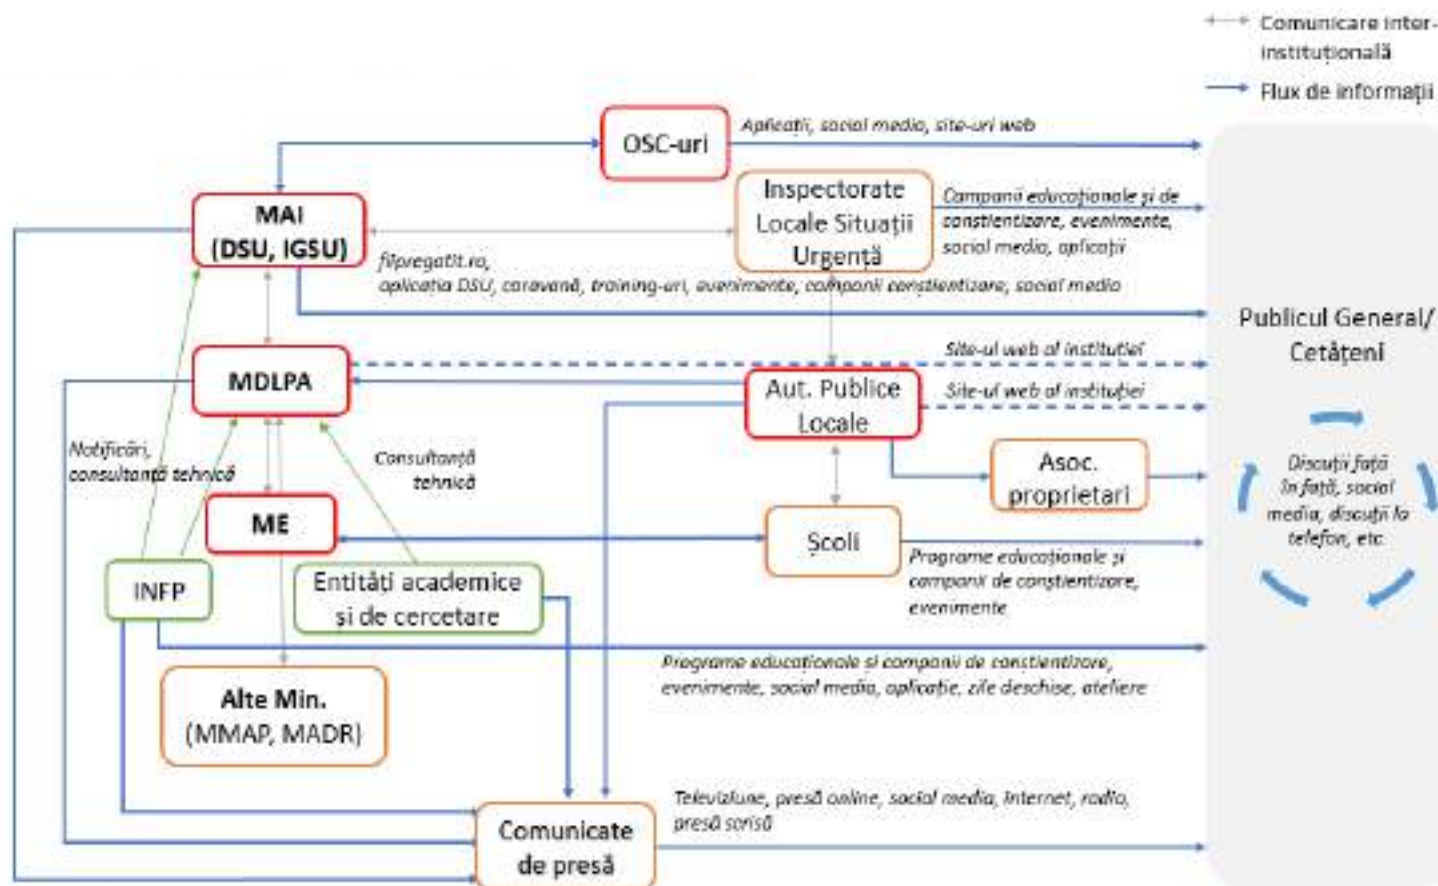 Comunicare inter-
instituțională
Flux de informații
OSC-uri
Aplicații, social media, site-uri web
MAI
(DSU, IGSU)
Inspectorate
Locale Situații
Urgență
Campanii educaționale și de
conștientizare, evenimente,
social media, aplicații
fiipregatit.ro,
aplicația DSU, caravană, training-uri, evenimente, campanii conștientizare, social media
Publicul General/
Cetățeni
MDLPA
Site-ul web al instituției
Aut. Publice
Locale
Site-ul web al instituției
Notificări,
consultanță tehnică
Consultanță
tehnică
Asoc.
proprietari
Discuții față
în față, social
media, discuții la
telefon, etc
ME
Școli
Programe educaționale și
campanii de conștientizare,
evenimente
INFP
Entități academice
și de cercetare
Programe educaționale si campanii de conștientizare,
evenimente, social media, aplicație, zile deschise, ateliere
Alte Min.
(MMAP, MADR)
Comunicate
de presă
Televiziune, presă online, social media, Internet, radio,
presă scrisă